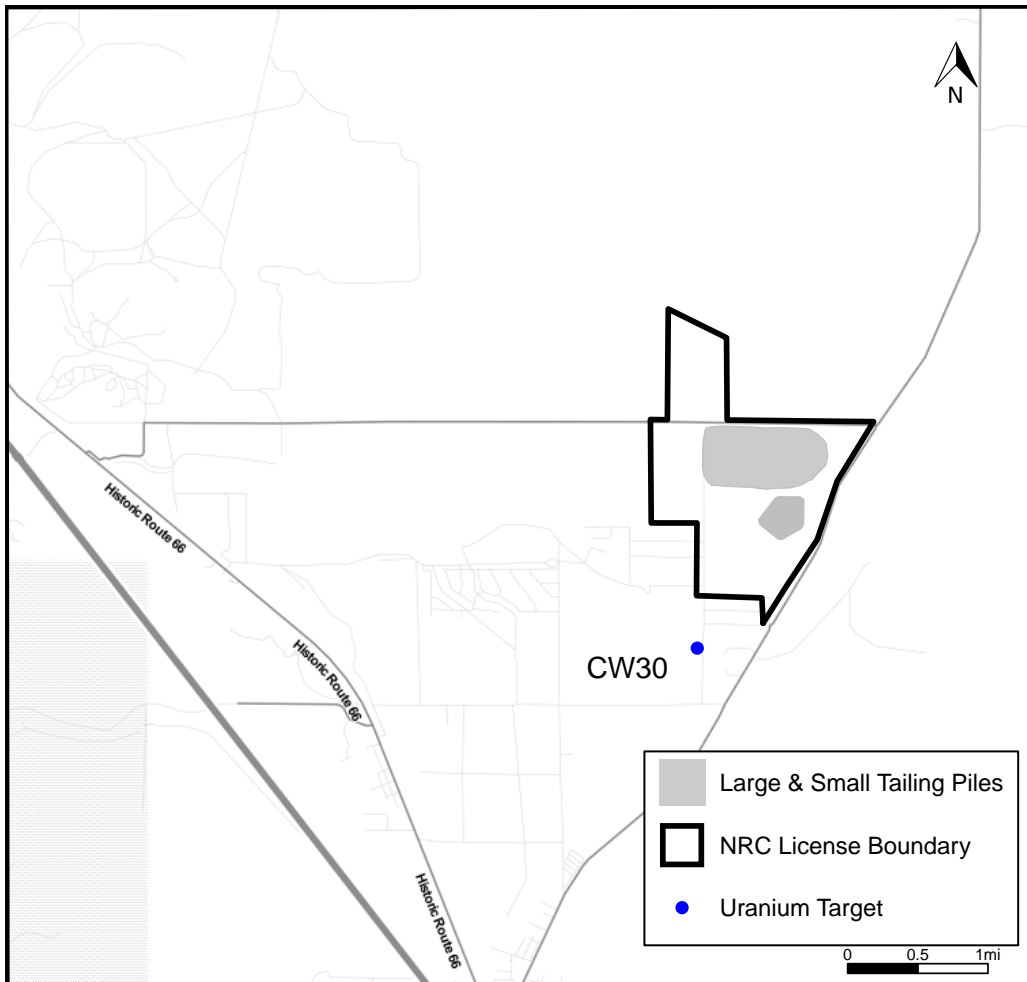 N
Historic Route 66
Historic Route 66
CW30
Historic Route 66
Large & Small Tailing Piles
NRC License Boundary
Uranium Target
0 0.5 1mi